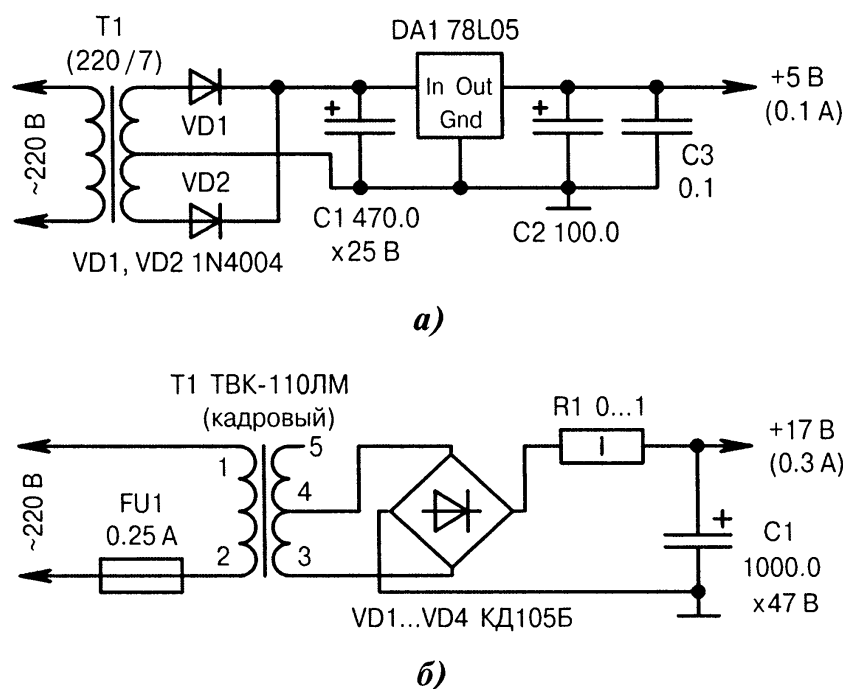 T1
(220/7)
DA1 78L05
~220 В
VD1
VD2
VD1, VD2 1N4004
+
In Out
Gnd
+
+5 В
(0.1 А)
C1 470.0
x25 В
C2 100.0
C3
0.1
а)
T1 ТВК-110ЛМ
(кадровый)
R1 0...1
~220 В
FU1
0.25 А
1
2
5
4
3
+17 В
(0.3 А)
+
C1
1000.0
x47 В
VD1...VD4 КД105Б
б)